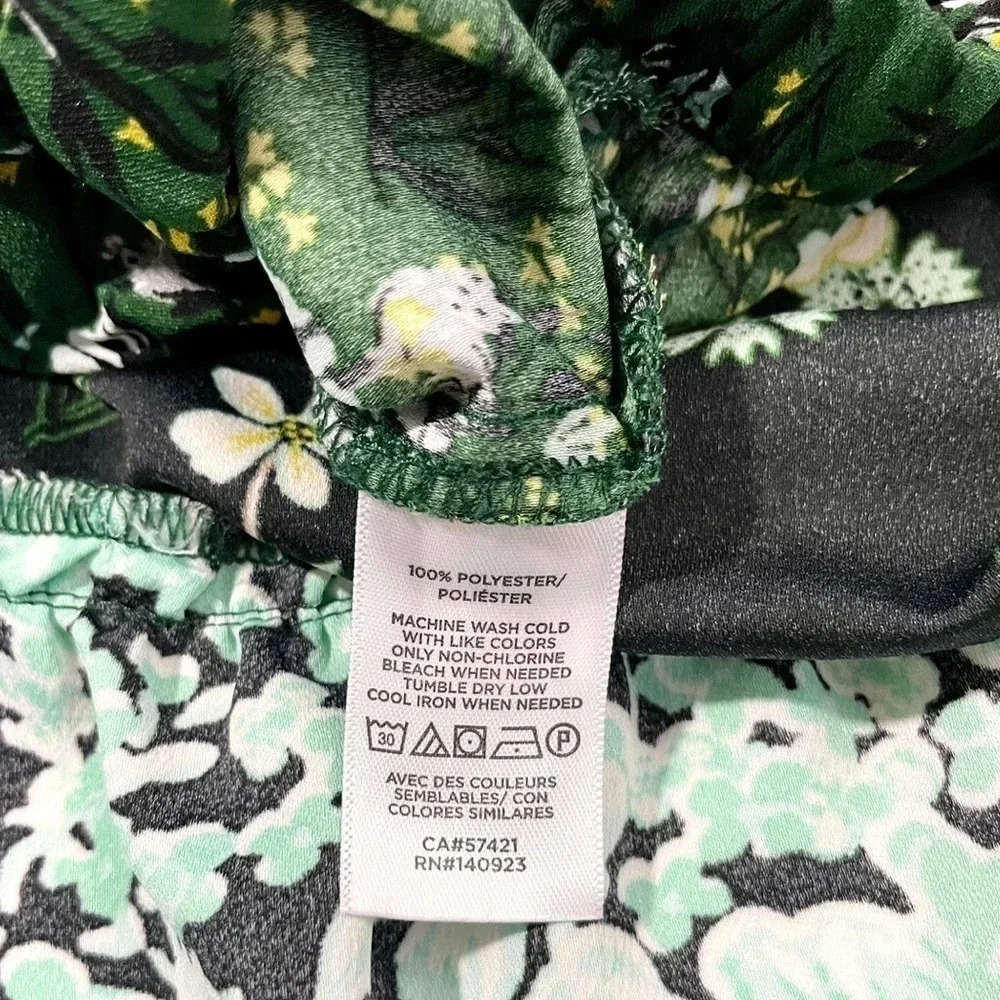 100% POLYESTER/
POLIÉSTER
MACHINE WASH COLD
WITH LIKE COLORS
ONLY NON-CHLORINE
BLEACH WHEN NEEDED
TUMBLE DRY LOW
COOL IRON WHEN NEEDED
30 P
AVEC DES COULEURS
SEMBLABLES/ CON
COLORES SIMILARES
CA#57421
RN#140923